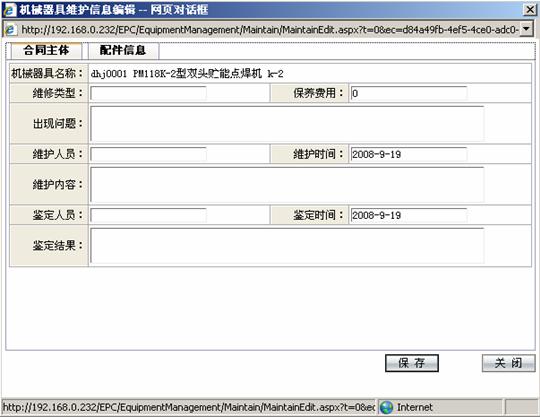 机械器具维护信息编辑 -- 网页对话框
http://192.168.0.232/EPC/EquipmentManagement/Maintain/MaintainEdit.aspx?t=0&ec=d84a49fb-4ef5-4ce0-adc0-
合同主体 配件信息
机械器具名称： dhj0001 PM118K-2型双头贮能点焊机 k-2
维修类型： 保养费用： 0
出现问题：
维护人员： 维护时间： 2008-9-19
维护内容：
鉴定人员： 鉴定时间： 2008-9-19
鉴定结果：
保 存 关 闭
http://192.168.0.232/EPC/EquipmentManagement/Maintain/MaintainEdit.aspx?t=0&ec Internet